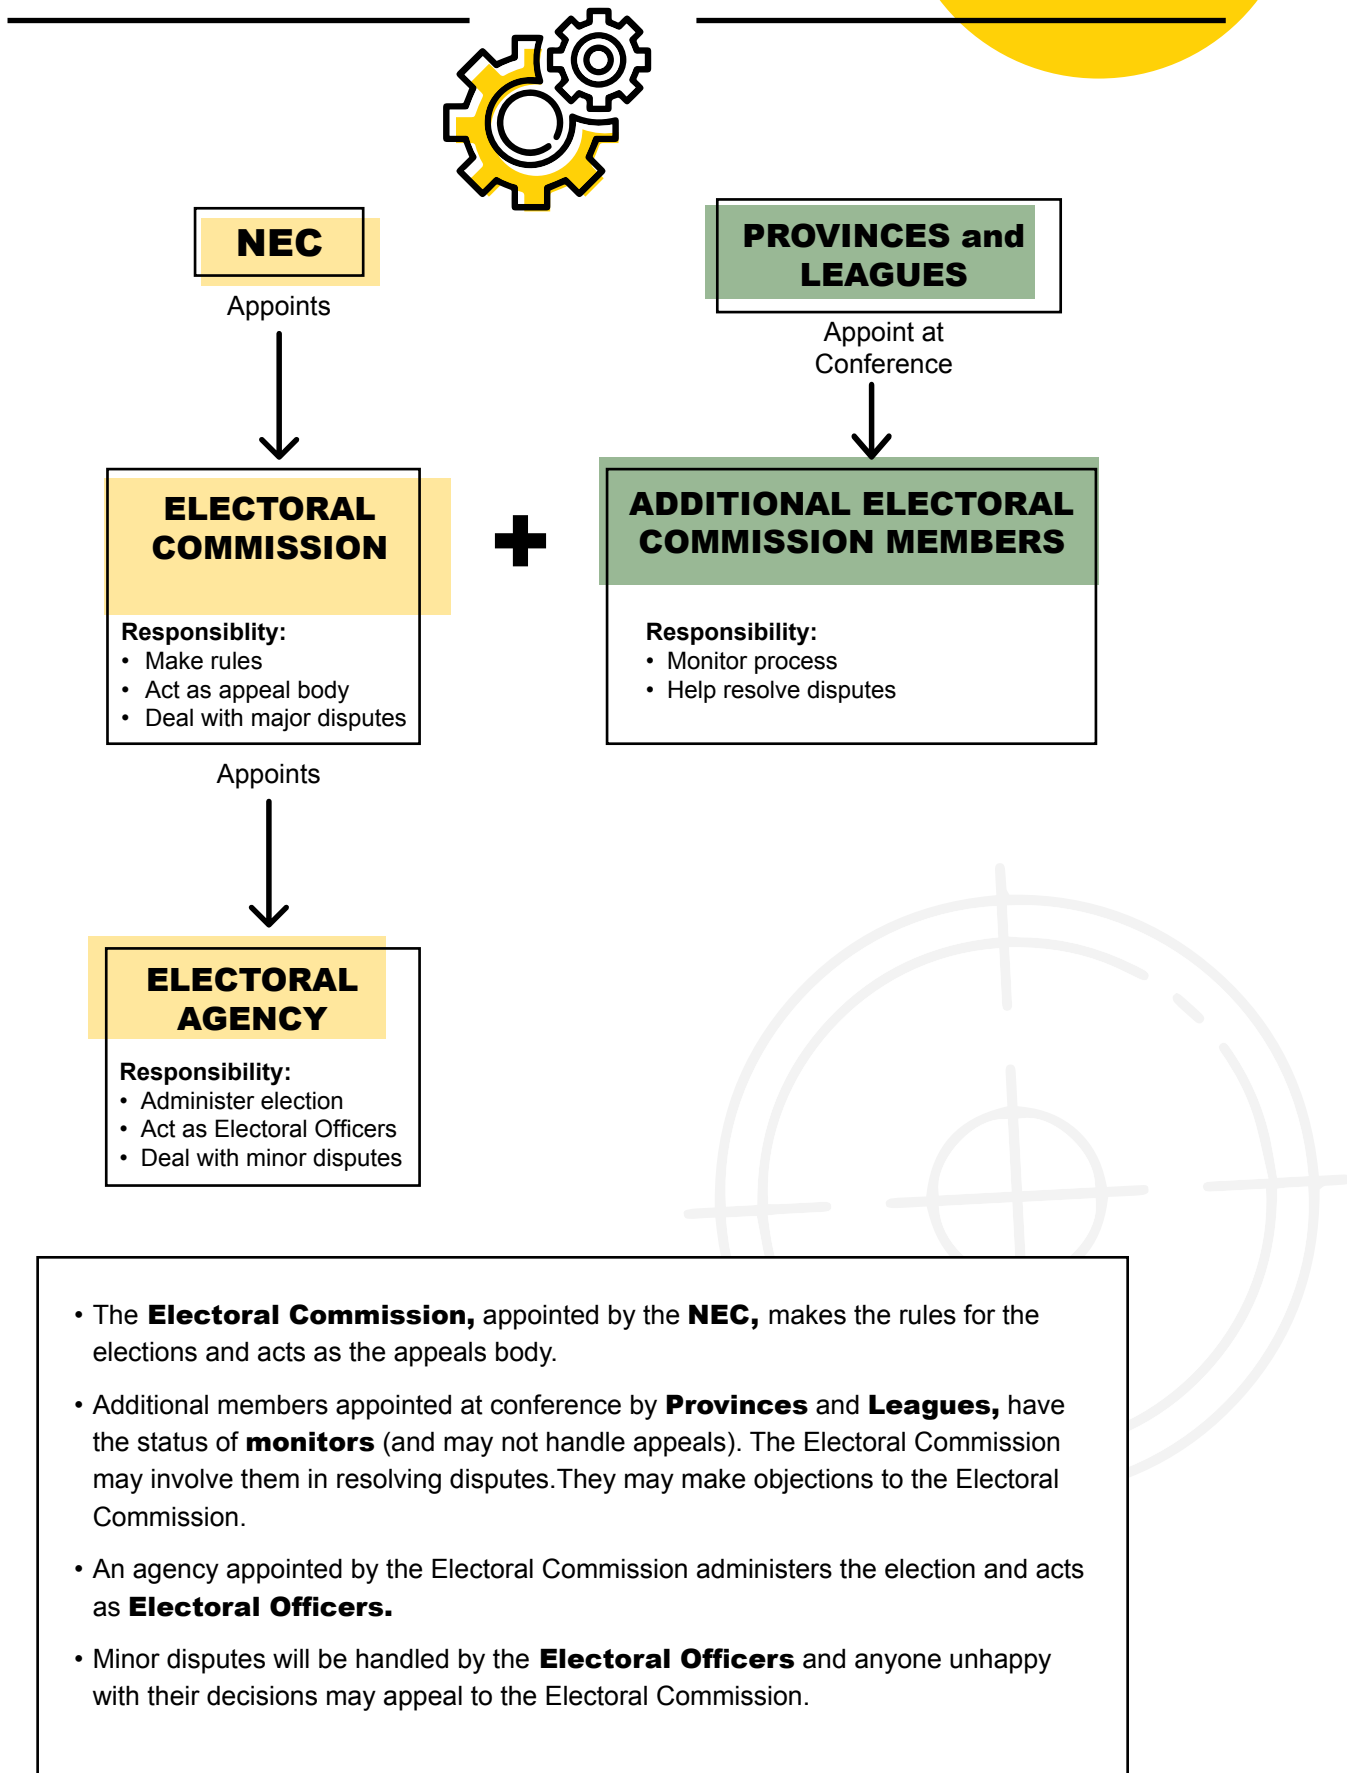 NEC
Appoints
PROVINCES and
LEAGUES
Appoint at
Conference
ELECTORAL
COMMISSION
Responsiblity:
• Make rules
• Act as appeal body
• Deal with major disputes
ADDITIONAL ELECTORAL
COMMISSION MEMBERS
Responsibility:
• Monitor process
• Help resolve disputes
Appoints
ELECTORAL
AGENCY
Responsibility:
• Administer election
• Act as Electoral Officers
• Deal with minor disputes
• The Electoral Commission, appointed by the NEC, makes the rules for the
elections and acts as the appeals body.
• Additional members appointed at conference by Provinces and Leagues, have
the status of monitors (and may not handle appeals). The Electoral Commission
may involve them in resolving disputes.They may make objections to the Electoral
Commission.
• An agency appointed by the Electoral Commission administers the election and acts
as Electoral Officers.
• Minor disputes will be handled by the Electoral Officers and anyone unhappy
with their decisions may appeal to the Electoral Commission.